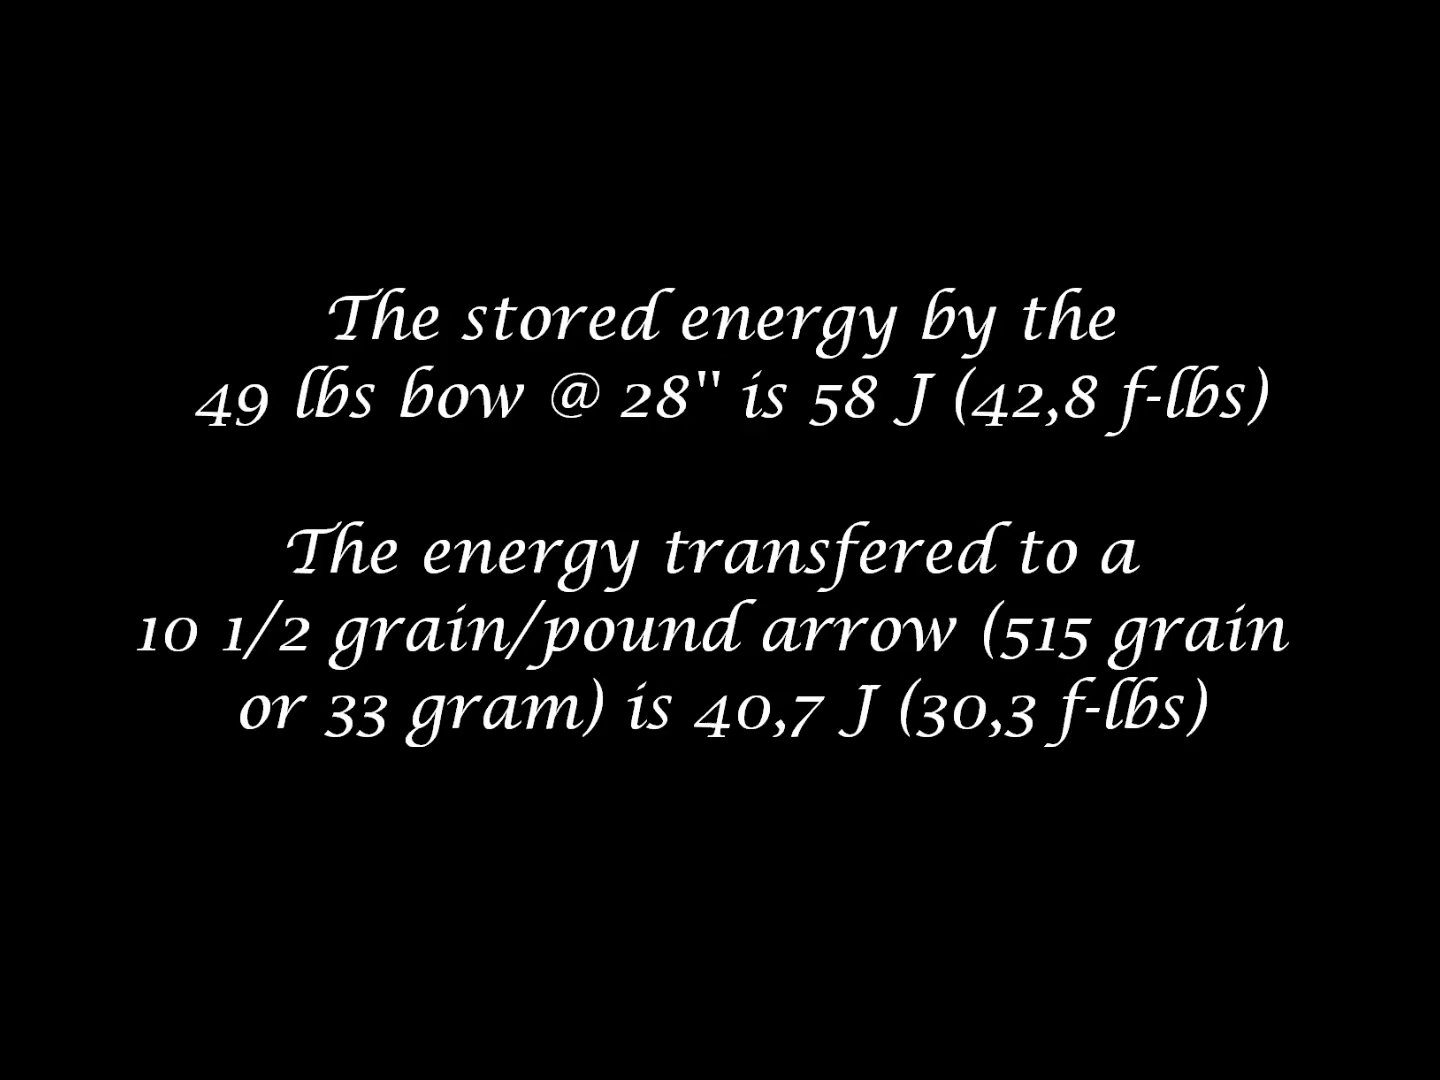 The stored energy by the
49 lbs bow @ 28" is 58 J (42,8 f-lbs)
The energy transfered to a
10 1/2 grain/pound arrow (515 grain
or 33 gram) is 40,7 J (30,3 f-lbs)